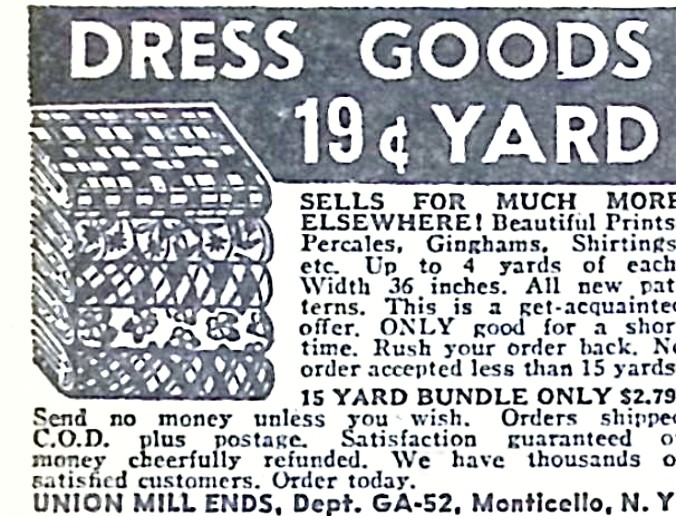 DRESS GOODS
19¢ YARD
SELLS FOR MUCH MORE
ELSEWHERE! Beautiful Prints
Percales, Ginghams, Shirtings
etc. Up to 4 yards of each
Width 36 inches. All new pat
terns. This is a get-acquainted
offer. ONLY good for a shor
time. Rush your order back. No
order accepted less than 15 yards
15 YARD BUNDLE ONLY $2.79
Send no money unless you wish. Orders shipped
C.O.D. plus postage. Satisfaction guaranteed o
money cheerfully refunded. We have thousands o
satisfied customers. Order today.
UNION MILL ENDS, Dept. GA-52, Monticello, N. Y